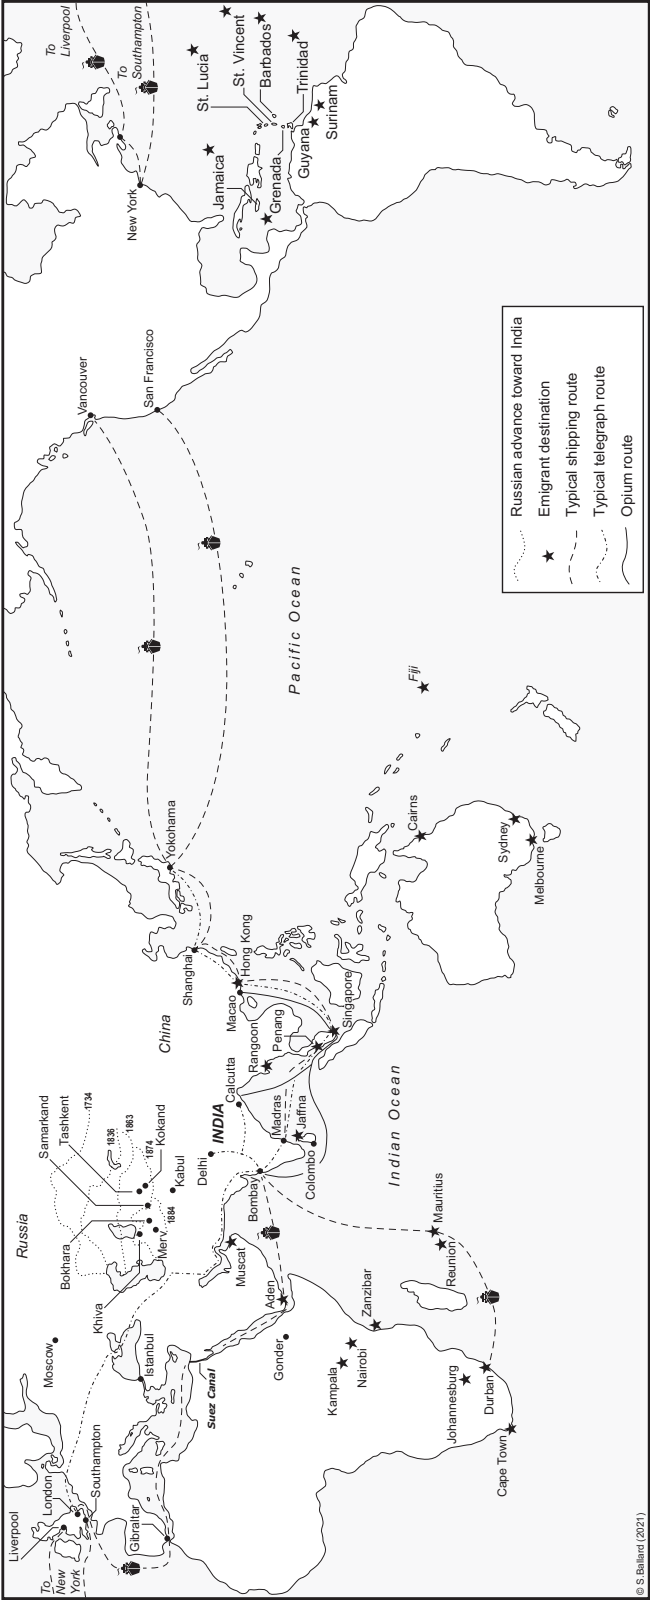 To
Liverpool
To
Southampton
New York
St. Lucia
St. Vincent
Barbados
Trinidad
Jamaica
Grenada
Guyana
Surinam
Vancouver
San Francisco
Pacific Ocean
Russian advance toward India
Emigrant destination
Typical shipping route
Typical telegraph route
Opium route
Fiji
Yokohama
Cairns
Sydney
Melbourne
Shanghai
Hong Kong
Macao
China
Singapore
Rangoon
Penang
Calcutta
INDIA
Madras
Jaffna
Delhi
Bombay
Colombo
Indian Ocean
Russia
Samarkand
Tashkent
1734
1836
1863
1874
Kokand
Kabul
1884
Merv
Bokhara
Khiva
Moscow
Istanbul
Muscat
Aden
Suez Canal
Gonder
Mauritius
Reunion
Zanzibar
Kampala
Nairobi
Johannesburg
Durban
Cape Town
Liverpool
London
Southampton
Gibraltar
To
New
York
© S.Ballard (2021)